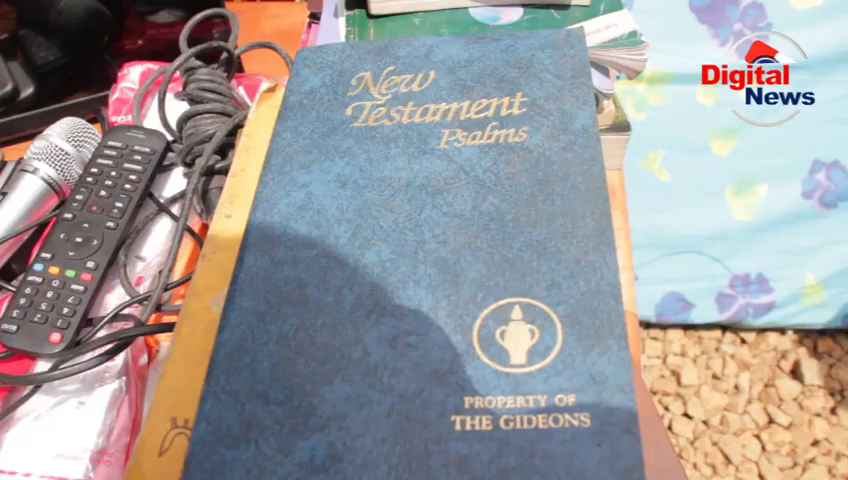 New
Testament
Psalms
PROPERTY OF
THE GIDEONS
Digital
News